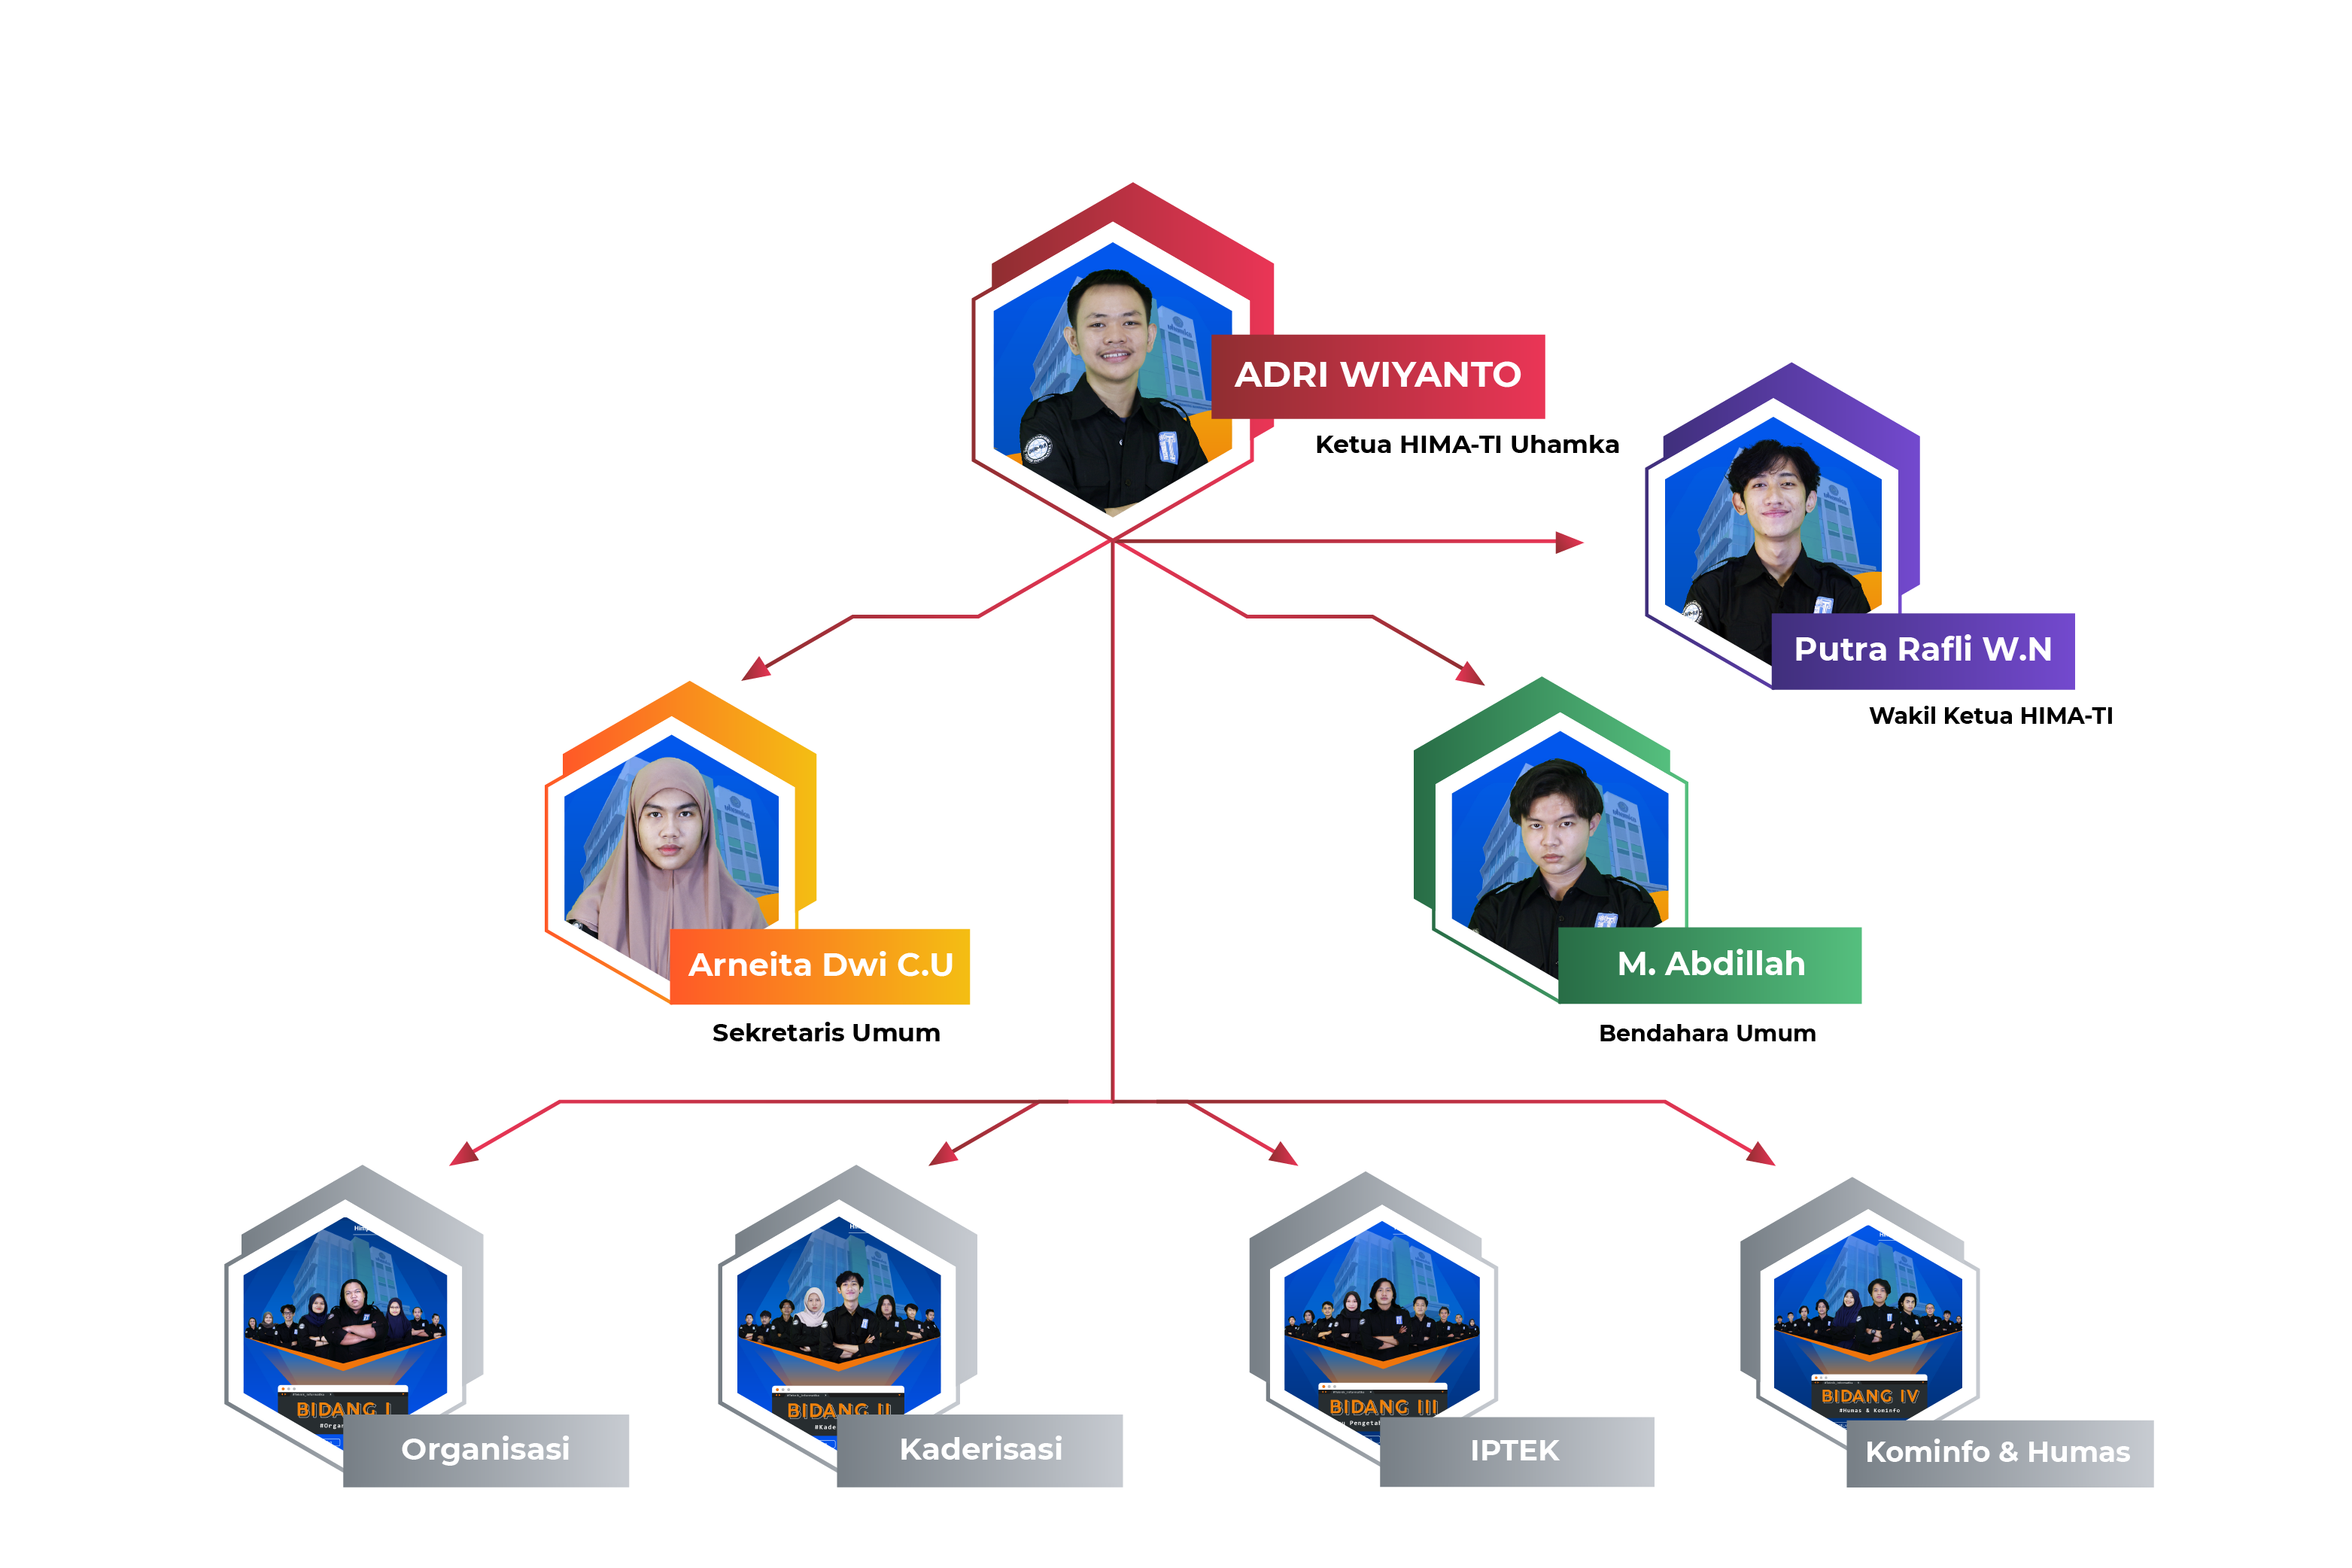 ADRI WIYANTO
Ketua HIMA-TI Uhamka
Putra Rafli W.N
Wakil Ketua HIMA-TI
Arneita Dwi C.U
Sekretaris Umum
M. Abdillah
Bendahara Umum
BIDANG I
Organisasi
BIDANG II
Kaderisasi
BIDANG III
IPTEK
BIDANG IV
#Humas & Kominfo
Kominfo & Humas